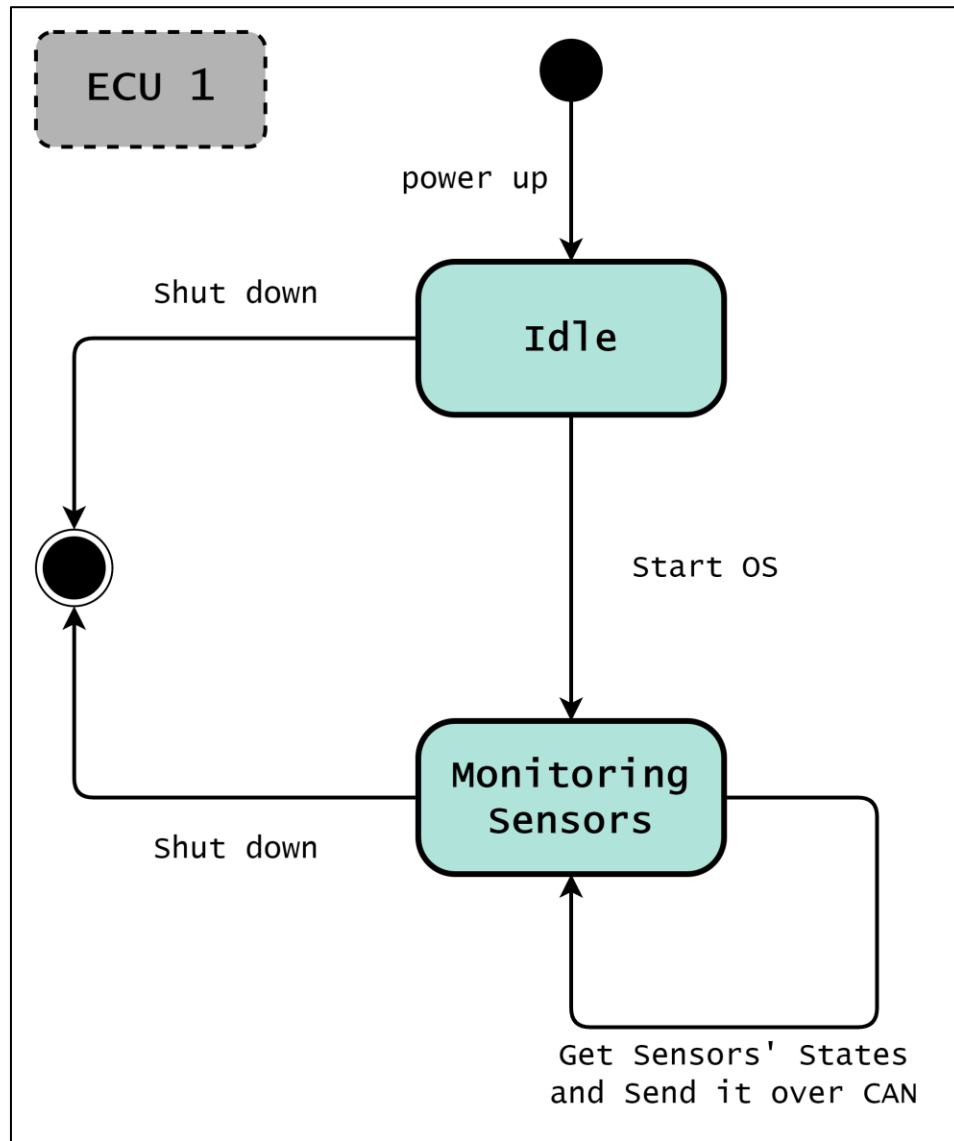 ECU 1
power up
Shut down
Idle
Start OS
Monitoring
Sensors
Shut down
Get Sensors' States
and Send it over CAN